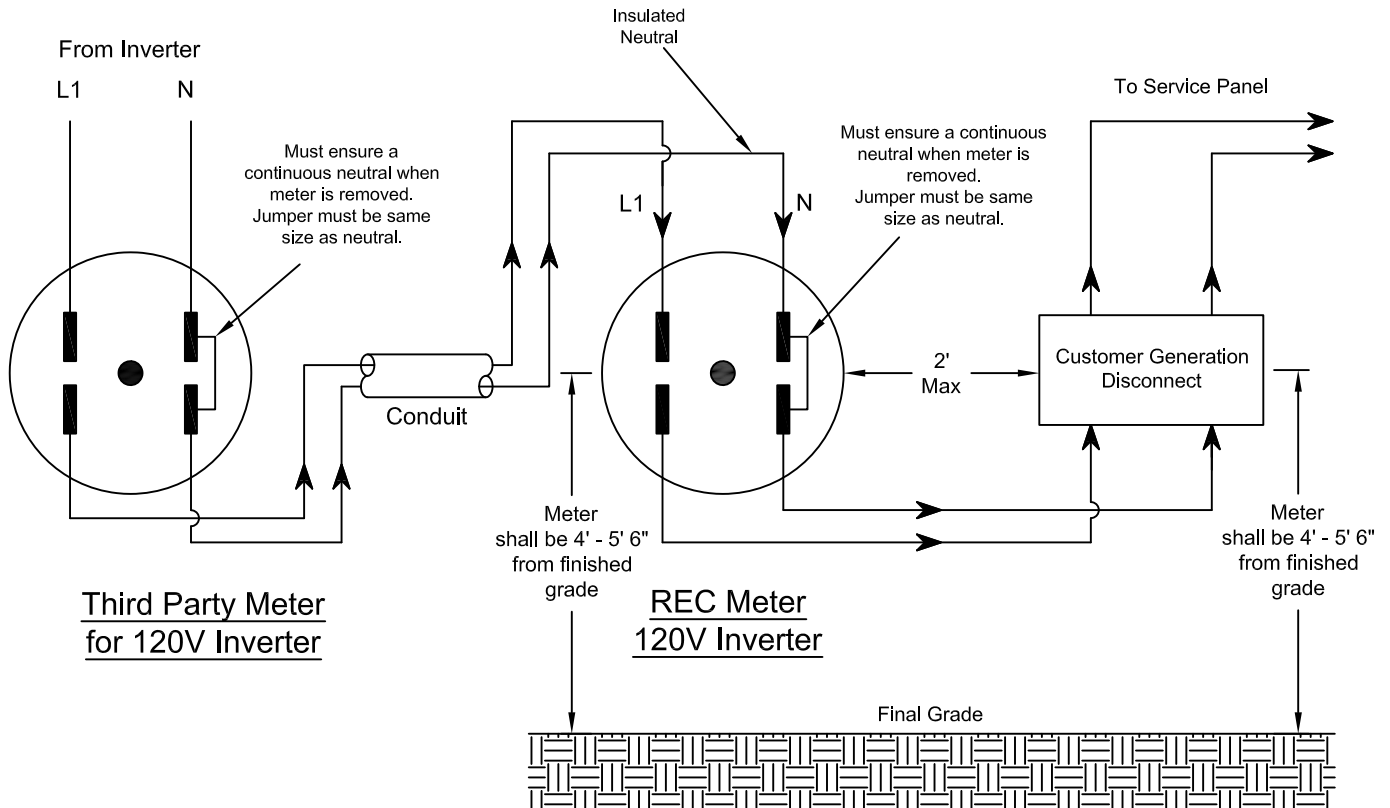 From Inverter
L1
N
Must ensure a
continuous neutral when
meter is removed.
Jumper must be same
size as neutral.
Insulated
Neutral
Must ensure a continuous
neutral when meter is
removed.
Jumper must be same
size as neutral.
To Service Panel
L1
N
Conduit
2'
Max
Customer Generation
Disconnect
Meter
shall be 4' - 5' 6"
from finished
grade
Meter
shall be 4' - 5' 6"
from finished
grade
Third Party Meter
for 120V Inverter
REC Meter
120V Inverter
Final Grade